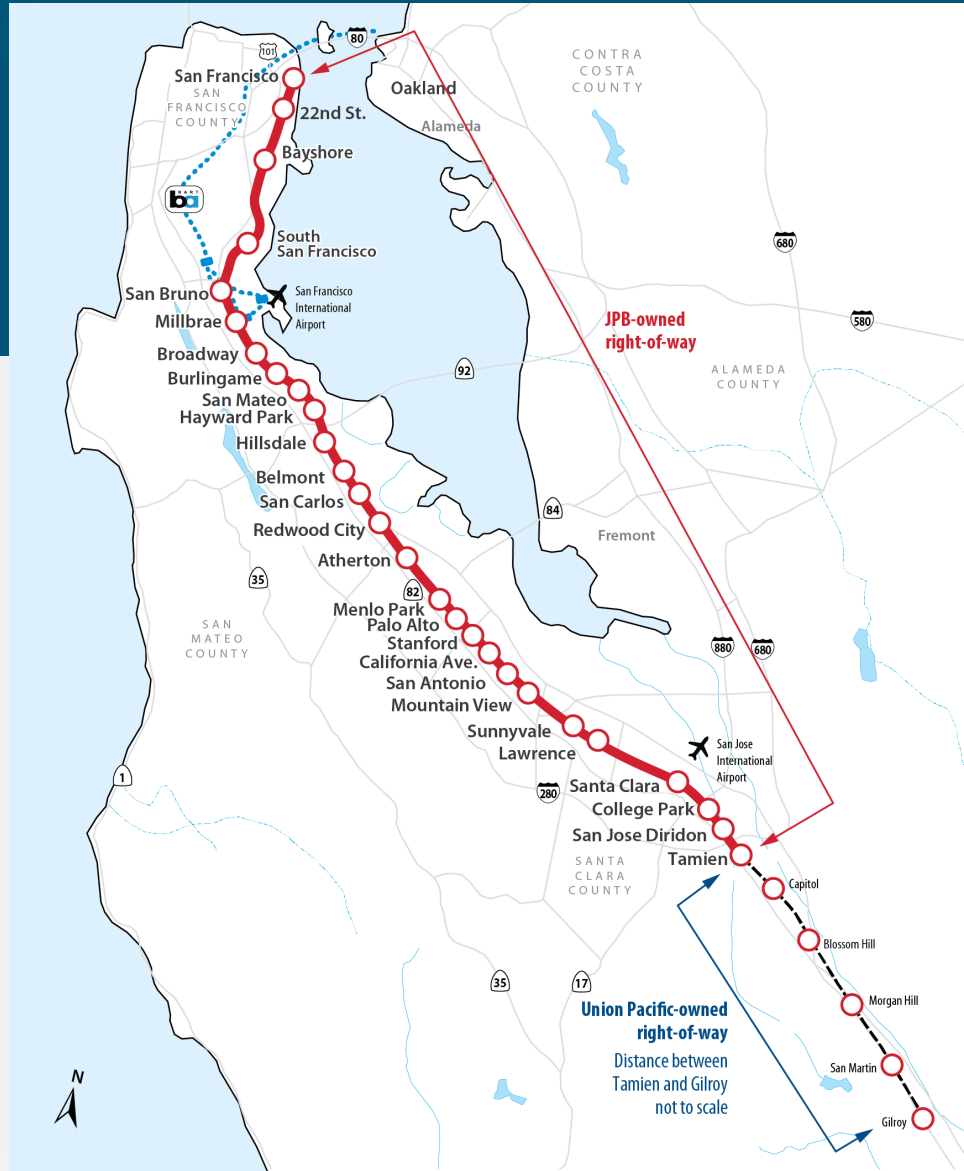 80
101
CONTRA
COSTA
COUNTY
San Francisco
SAN
FRANCISCO
COUNTY
Oakland
22nd St.
Alameda
Bayshore
BART
ba
South
San Francisco
680
San Bruno
San Francisco
International
Airport
Millbrae
JPB-owned
right-of-way
580
Broadway
92
ALAMEDA
COUNTY
Burlingame
San Mateo
Hayward Park
Hillsdale
Belmont
San Carlos
84
Redwood City
Fremont
Atherton
35
82
Menlo Park
SAN
MATEO
COUNTY
Palo Alto
Stanford
880
680
California Ave.
San Antonio
Mountain View
Sunnyvale
Lawrence
San Jose
International
Airport
1
280
Santa Clara
College Park
San Jose Diridon
Tamien
SANTA
CLARA
COUNTY
Capitol
Blossom Hill
35
17
Morgan Hill
Union Pacific-owned
right-of-way
Distance between
Tamien and Gilroy
not to scale
San Martin
N
Gilroy